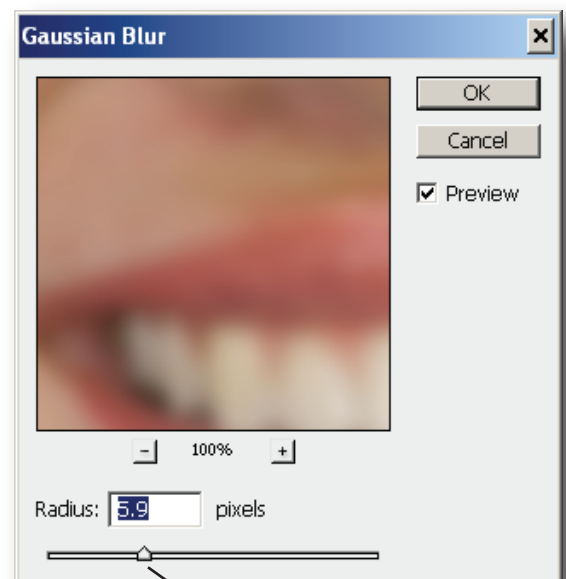 Gaussian Blur
OK
Cancel
Preview
- 100% +
Radius: 5.9 pixels